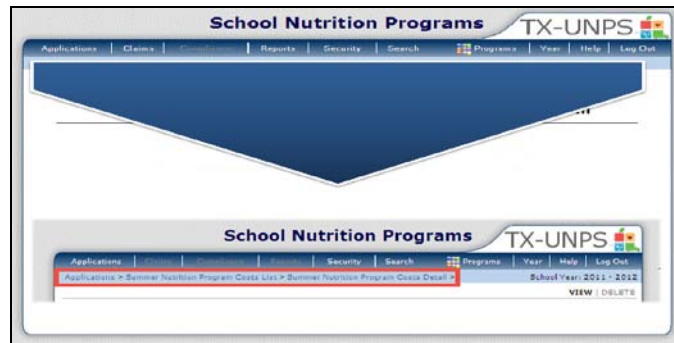 School Nutrition Programs TX-UNPS
Applications | Claims | Compliance | Reports | Security | Search Programs | Year | Help | Log Out
School Nutrition Programs TX-UNPS
Applications | Claims | Compliance | Reports | Security | Search Programs | Year | Help | Log Out
Applications > Summer Nutrition Program Costs List > Summer Nutrition Program Costs Detail > School Year: 2011 - 2012
VIEW | DELETE